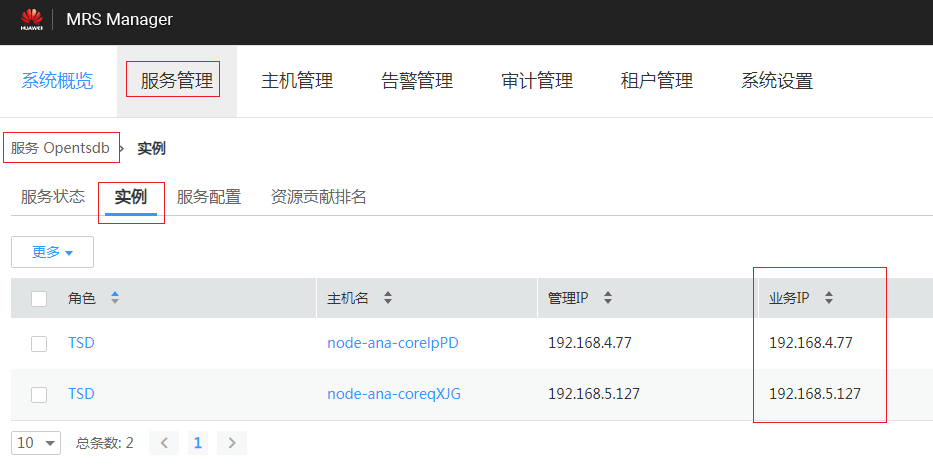 HUAWEI MRS Manager
系统概览 服务管理 主机管理 告警管理 审计管理 租户管理 系统设置
服务 Opentsdb > 实例
服务状态 实例 服务配置 资源贡献排名
更多
角色 主机名 管理IP 业务IP
TSD node-ana-corelpPD 192.168.4.77 192.168.4.77
TSD node-ana-coreqXJG 192.168.5.127 192.168.5.127
10 总条数: 2 < 1 >